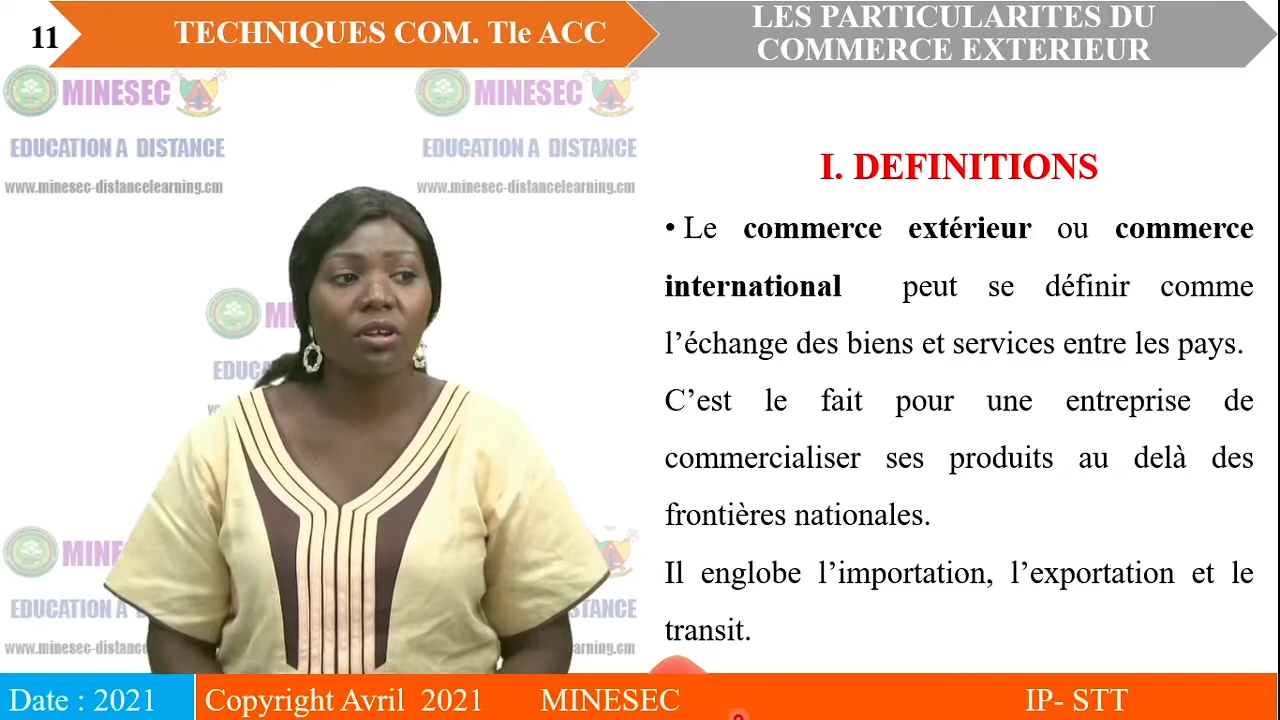 11
TECHNIQUES COM. Tle ACC
LES PARTICULARITES DU
COMMERCE EXTERIEUR
MINESEC
EDUCATION A DISTANCE
www.minesec-distancelearning.cm
MINESEC
EDUCATION A DISTANCE
www.minesec-distancelearning.cm
I. DEFINITIONS
• Le commerce extérieur ou commerce
international peut se définir comme
l’échange des biens et services entre les pays.
C’est le fait pour une entreprise de
commercialiser ses produits au delà des
frontières nationales.
Il englobe l’importation, l’exportation et le
transit.
Date : 2021
Copyright Avril 2021
MINESEC
IP- STT